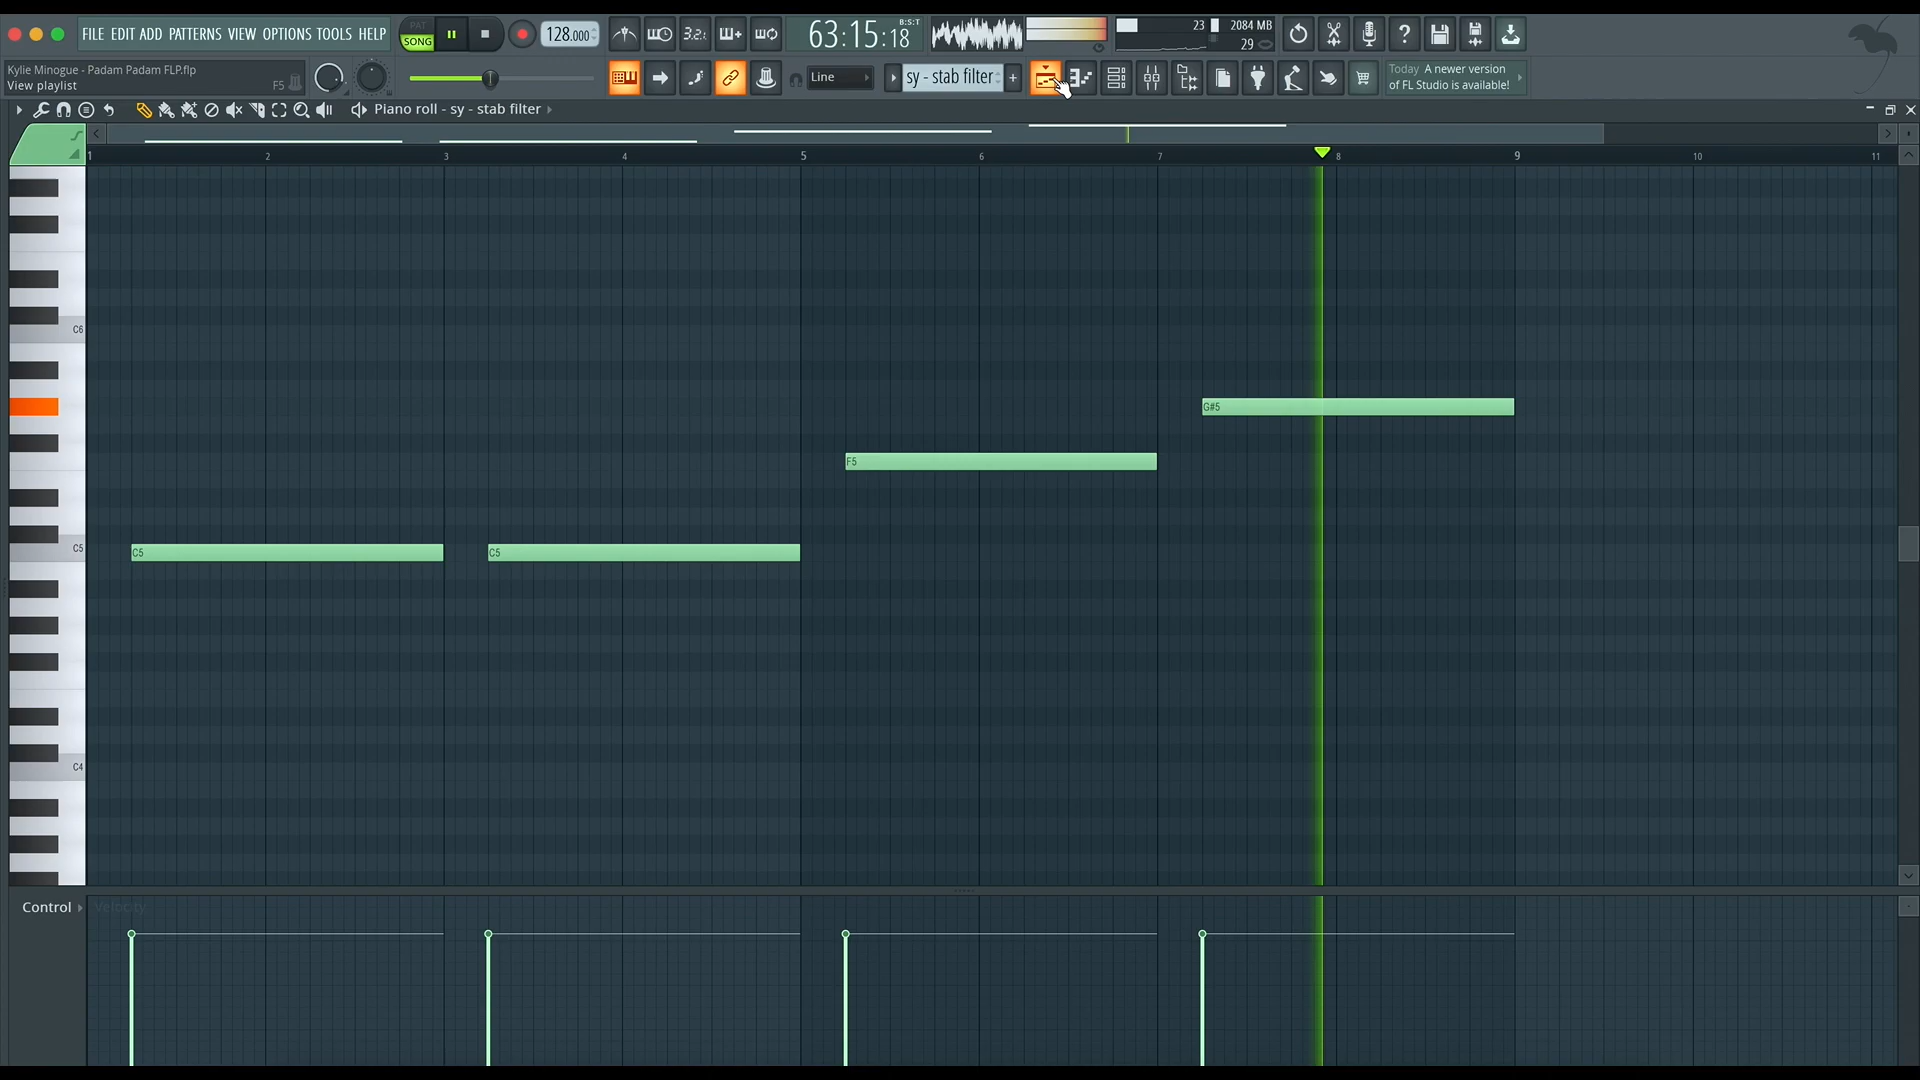 FILE EDIT ADD PATTERNS VIEW OPTIONS TOOLS HELP
PAT
SONG
128.000
3.2.
63:15:18
B:S:T
23
2084 MB
29
Kylie Minogue - Padam Padam FLP.flp
View playlist
F5
Line
sy - stab filter
Today A newer version
of FL Studio is available!
Piano roll - sy - stab filter
1 2 3 4 5 6 7 8 9 10 11
C6
G#5
F5
C5
C5 C5
C4
Control
Velocity